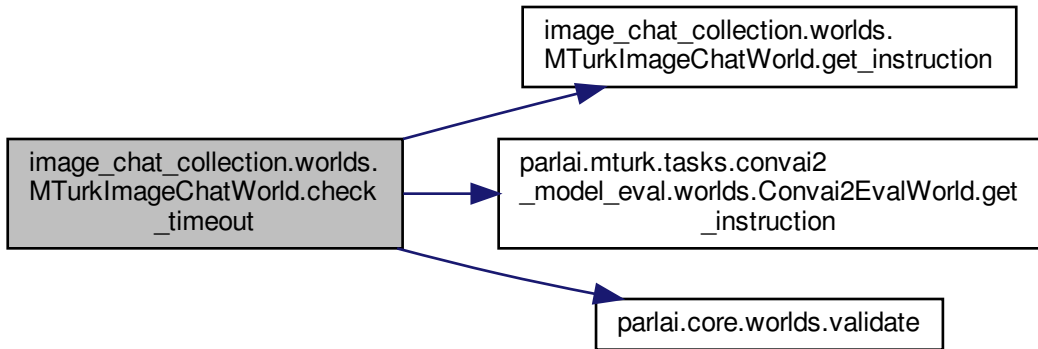 image_chat_collection.worlds.
MTurkImageChatWorld.get_instruction
image_chat_collection.worlds.
MTurkImageChatWorld.check
_timeout
parlai.mturk.tasks.convai2
_model_eval.worlds.Convai2EvalWorld.get
_instruction
parlai.core.worlds.validate